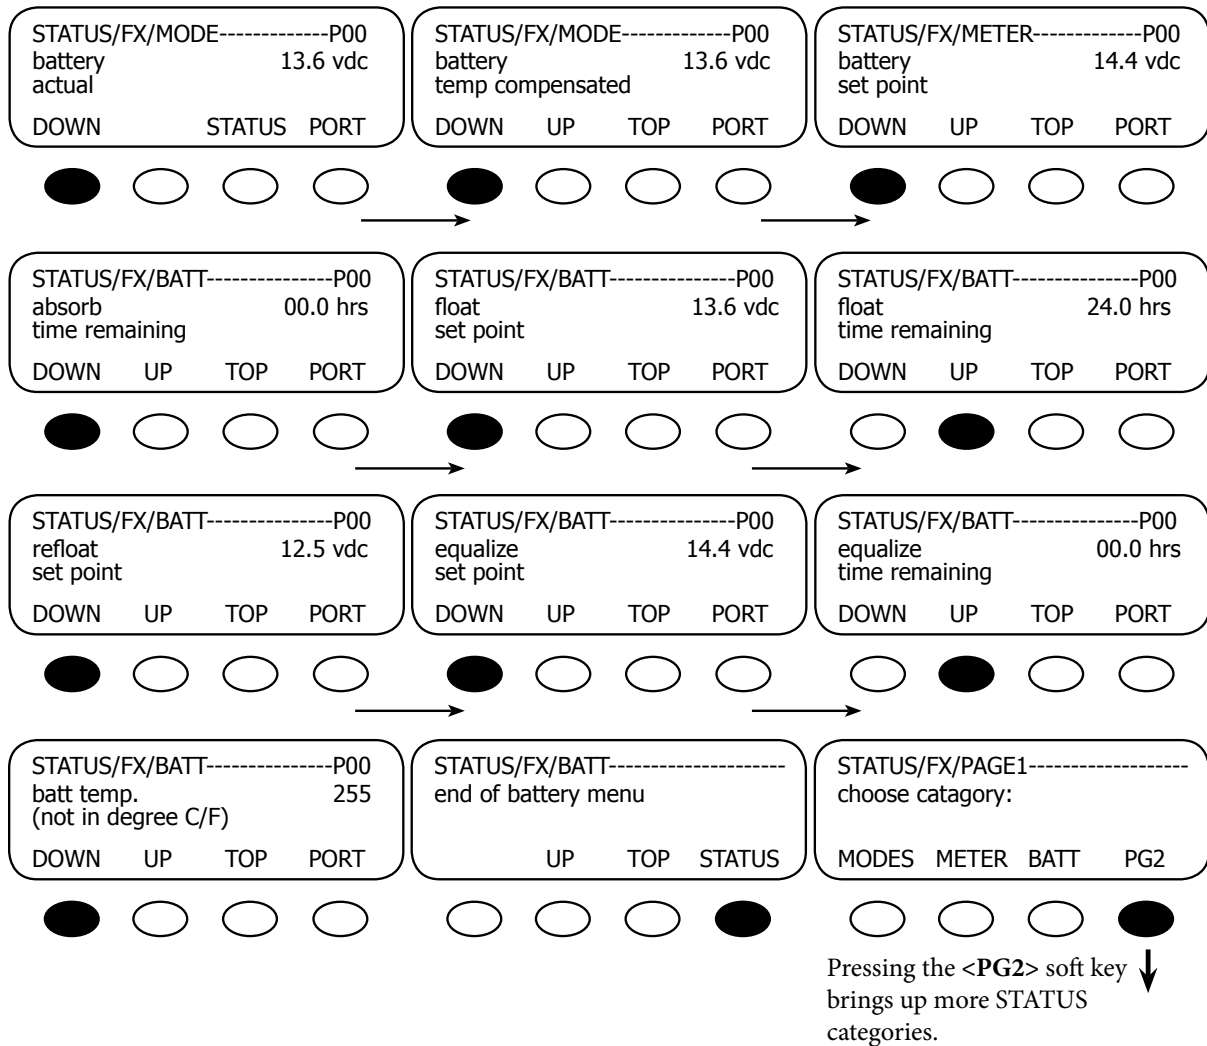 STATUS/FX/MODE-------------P00
battery 13.6 vdc
actual
DOWN STATUS PORT
STATUS/FX/MODE-------------P00
battery 13.6 vdc
temp compensated
DOWN UP TOP PORT
STATUS/FX/METER-------------P00
battery 14.4 vdc
set point
DOWN UP TOP PORT
STATUS/FX/BATT---------------P00
absorb 00.0 hrs
time remaining
DOWN UP TOP PORT
STATUS/FX/BATT---------------P00
float 13.6 vdc
set point
DOWN UP TOP PORT
STATUS/FX/BATT---------------P00
float 24.0 hrs
time remaining
DOWN UP TOP PORT
STATUS/FX/BATT---------------P00
refloat 12.5 vdc
set point
DOWN UP TOP PORT
STATUS/FX/BATT---------------P00
equalize 14.4 vdc
set point
DOWN UP TOP PORT
STATUS/FX/BATT---------------P00
equalize 00.0 hrs
time remaining
DOWN UP TOP PORT
STATUS/FX/BATT---------------P00
batt temp. 255
(not in degree C/F)
DOWN UP TOP PORT
STATUS/FX/BATT---------------------
end of battery menu
UP TOP STATUS
STATUS/FX/PAGE1-------------------
choose catagory:
MODES METER BATT PG2
Pressing the <PG2> soft key
brings up more STATUS
categories.